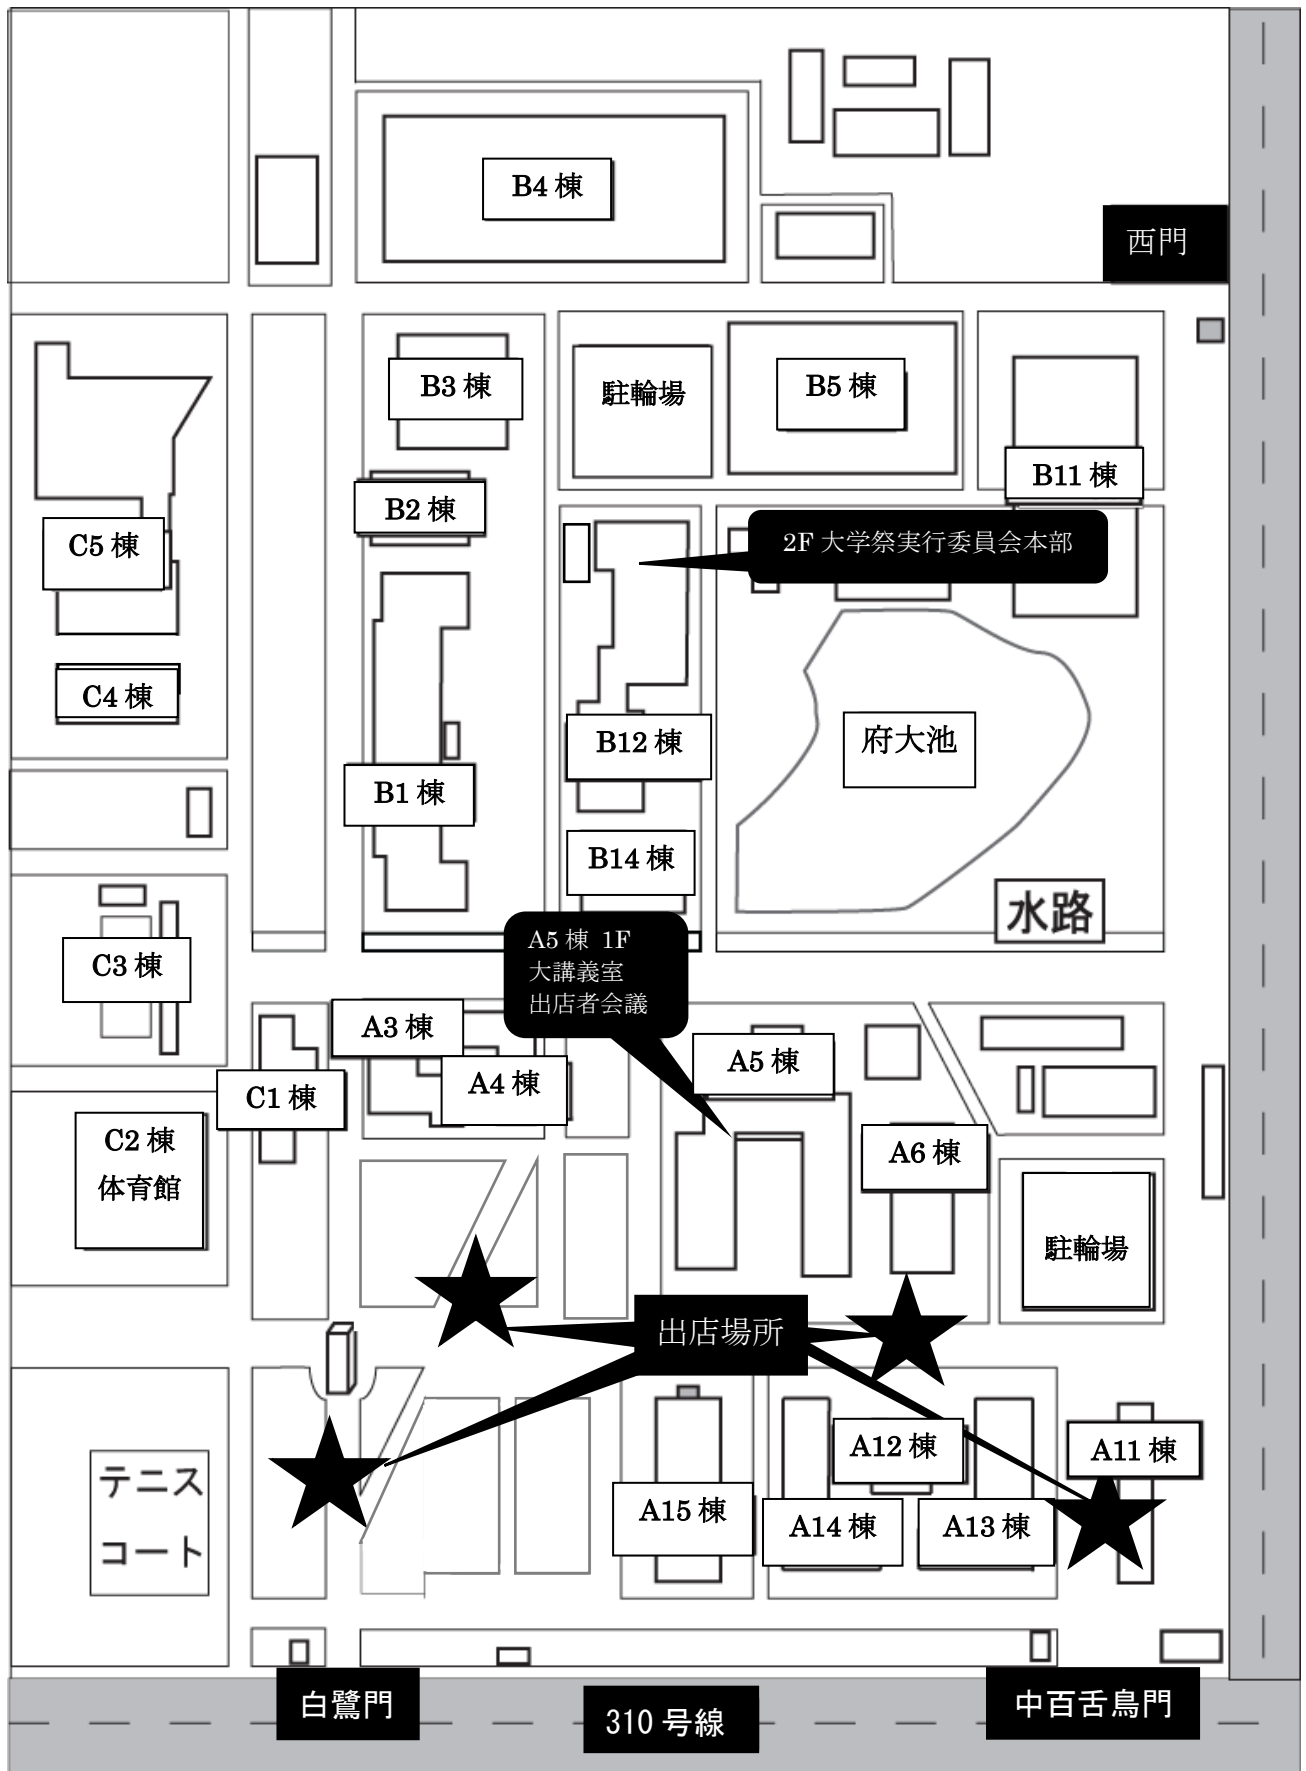 B4 棟
西門
B3 棟
駐輪場
B5 棟
B11 棟
B2 棟
C5 棟
2F 大学祭実行委員会本部
C4 棟
B12 棟
府大池
B1 棟
B14 棟
水路
C3 棟
A5 棟 1F
大講義室
出店者会議
A3 棟
A4 棟
A5 棟
C1 棟
C2 棟
体育館
A6 棟
駐輪場
出店場所
テニス
コート
A15 棟
A14 棟
A12 棟
A13 棟
A11 棟
白鷺門
310 号線
中百舌鳥門